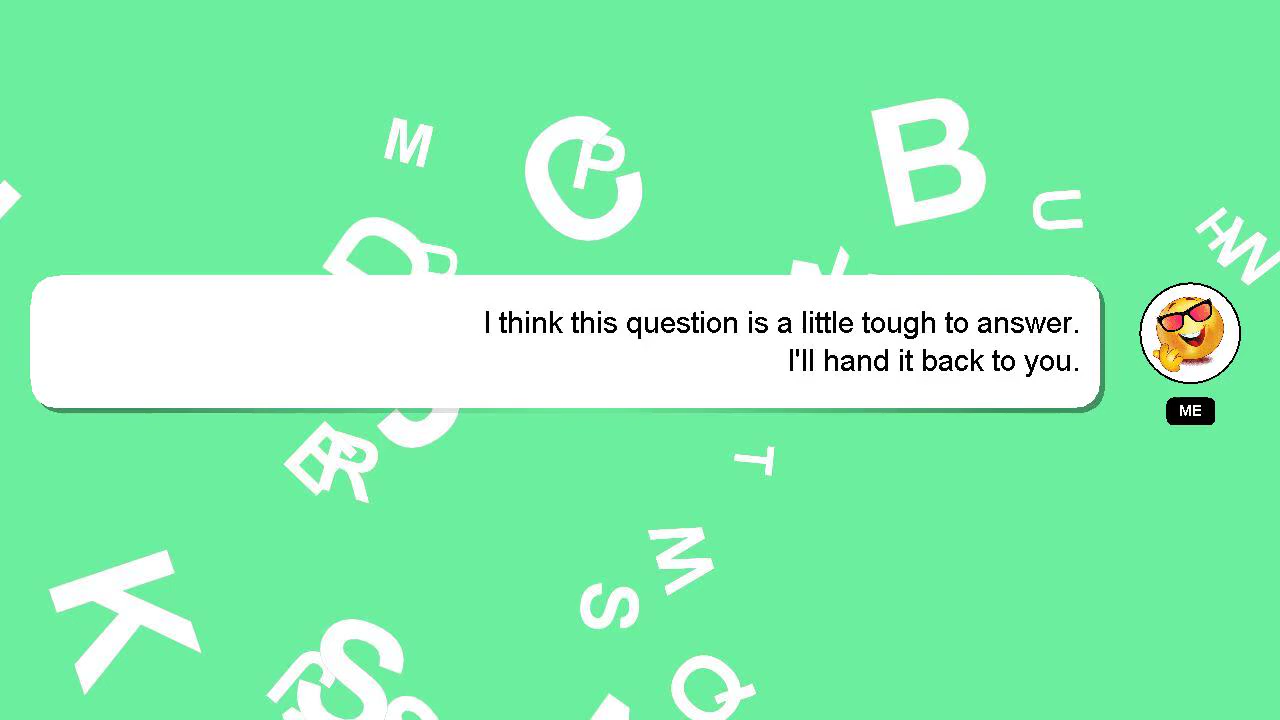 I think this question is a little tough to answer.
I'll hand it back to you.
ME
M
C
P
B
U
H
W
D
T
K
M
S
S
Q